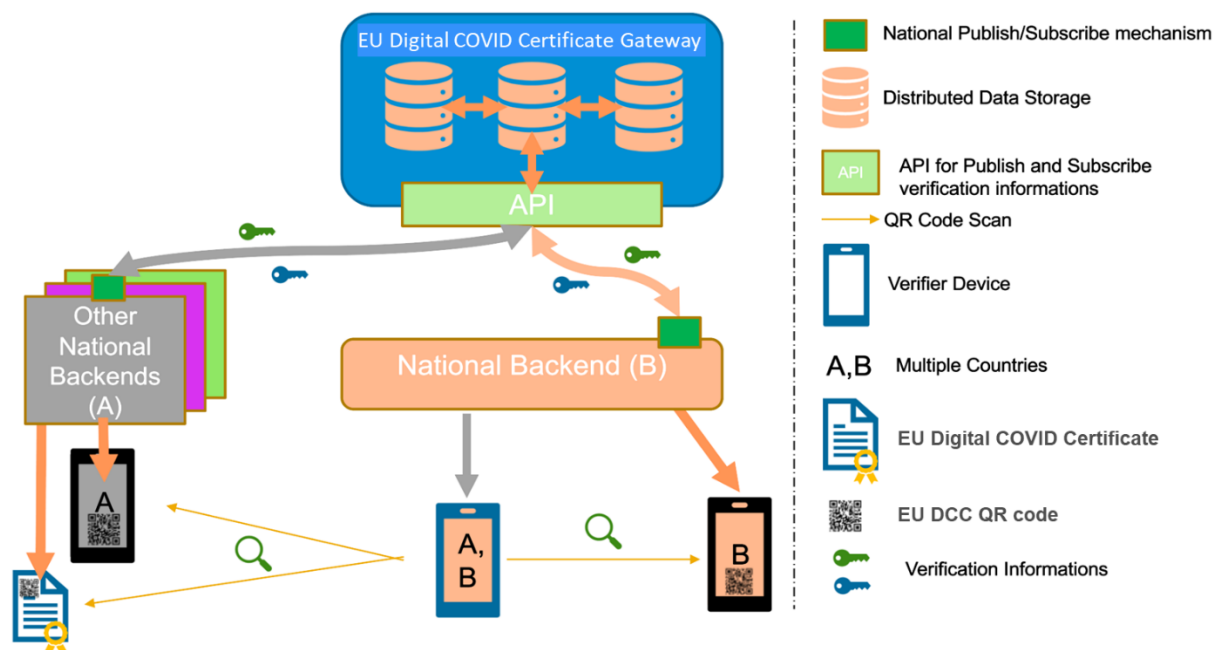 EU Digital COVID Certificate Gateway
API
Other
National
Backends
(A)
National Backend (B)
A
A,
B
B
National Publish/Subscribe mechanism
Distributed Data Storage
API
API for Publish and Subscribe
verification informations
QR Code Scan
Verifier Device
A,B
Multiple Countries
EU Digital COVID Certificate
EU DCC QR code
Verification Informations